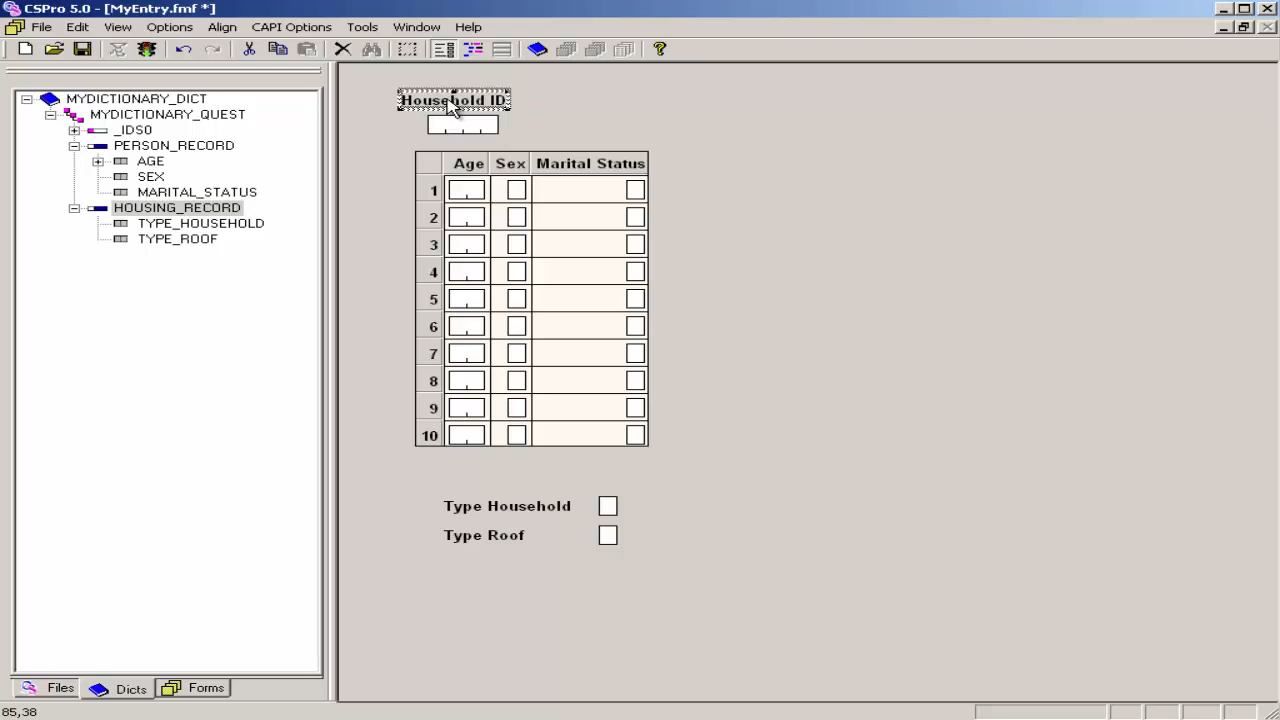 CSPro 5.0 - [MyEntry.fmf *]
File Edit View Options Align CAPI Options Tools Window Help
MYDICTIONARY_DICT
MYDICTIONARY_QUEST
_IDS0
PERSON_RECORD
AGE
SEX
MARITAL_STATUS
HOUSING_RECORD
TYPE_HOUSEHOLD
TYPE_ROOF
Files Dicts Forms
Household ID
Age Sex Marital Status
1
2
3
4
5
6
7
8
9
10
Type Household
Type Roof
85,38